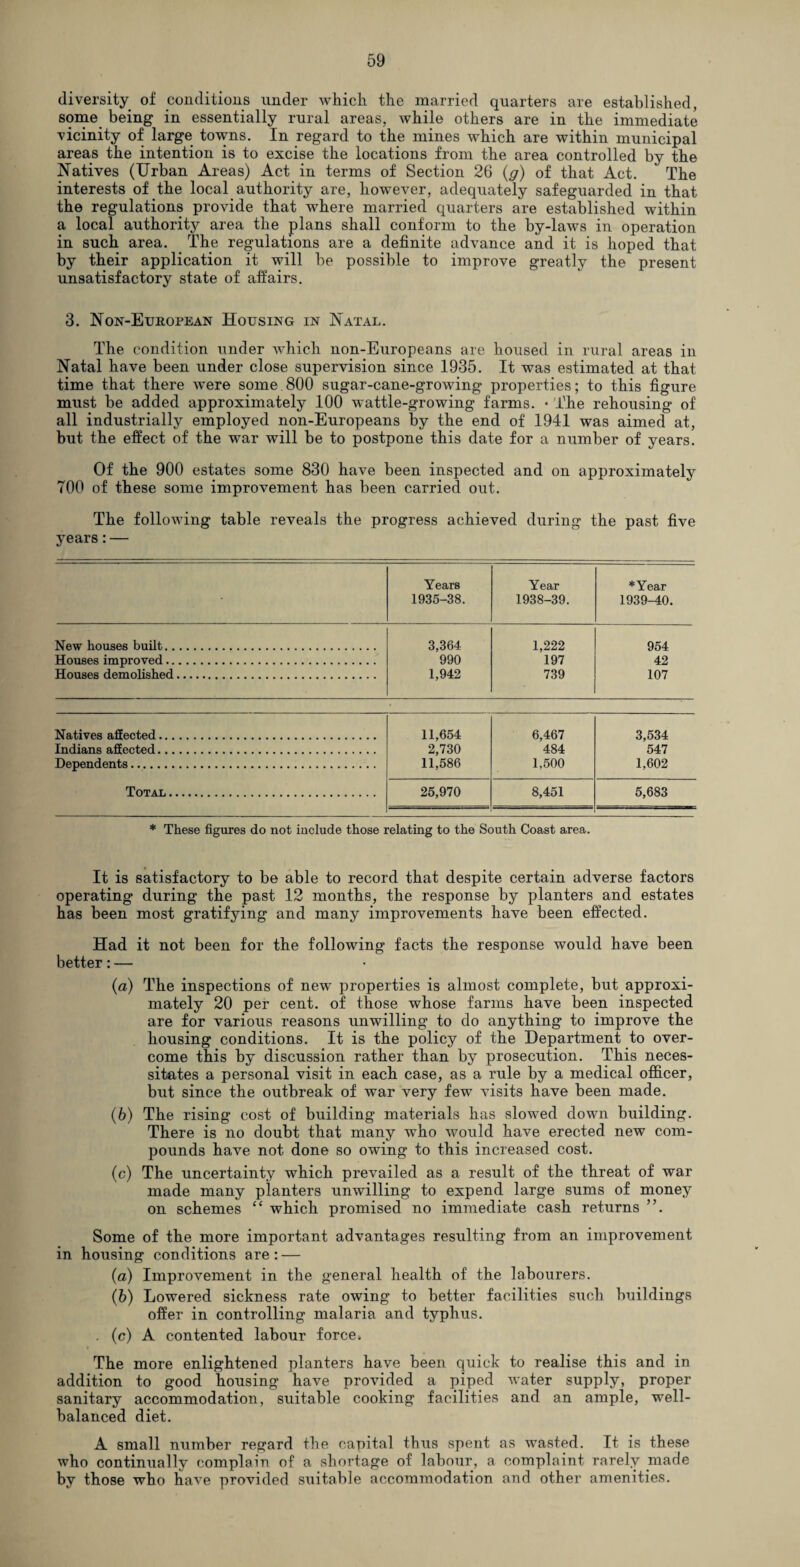 59
diversity of conditions under which the married quarters are established,
some being in essentially rural areas, while others are in the immediate
vicinity of large towns. In regard to the mines which are within municipal
areas the intention is to excise the locations from the area controlled by the
Natives (Urban Areas) Act in terms of Section 26 (g) of that Act. The
interests of the local authority are, however, adequately safeguarded in that
the regulations provide that where married quarters are established within
a local authority area the plans shall conform to the by-laws in operation
in such area. The regulations are a definite advance and it is hoped that
by their application it will be possible to improve greatly the present
unsatisfactory state of affairs.
3. Non-European Housing in Natal.
The condition under which non-Europeans are housed in rural areas in
Natal have been under close supervision since 1935. It was estimated at that
time that there were some 800 sugar-cane-growing properties; to this figure
must be added approximately 100 wattle-growing farms. The rehousing of
all industrially employed non-Europeans by the end of 1941 was aimed at,
but the effect of the war will be to postpone this date for a number of years.
Of the 900 estates some 830 have been inspected and on approximately
700 of these some improvement has been carried out.
The following table reveals the progress achieved during the past five
years:—
Years 1935-38. Year 1938-39. *Year 1939-40.
New houses built 3,364 1,222 954
Houses improved 990 197 42
Houses demolished 1,942 739 107
Natives affected 11,654 6,467 3,534
Indians affected 2,730 484 547
Dependents 11,586 1,500 1,602
Total 25,970 8,451 5,683
* These figures do not include those relating to the South Coast area.
It is satisfactory to be able to record that despite certain adverse factors
operating during the past 12 months, the response by planters and estates
has been most gratifying and many improvements have been effected.
Had it not been for the following facts the response would have been
better:—
(a) The inspections of new properties is almost complete, but approxi-
mately 20 per cent. of those whose farms have been inspected
are for various reasons unwilling to do anything to improve the
housing conditions. It is the policy of the Department to over-
come this by discussion rather than by prosecution. This neces-
sitates a personal visit in each case, as a rule by a medical officer,
but since the outbreak of war very few visits have been made.
(b) The rising cost of building materials has slowed down building.
There is no doubt that many who would have erected new com-
pounds have not done so owing to this increased cost.
(c) The uncertainty which prevailed as a result of the threat of war
made many planters unwilling to expend large sums of money
on schemes “ which promised no immediate cash returns ”.
Some of the more important advantages resulting from an improvement
in housing conditions are:—
(a) Improvement in the general health of the labourers.
(b) Lowered sickness rate owing to better facilities such buildings
offer in controlling malaria and typhus.
(c) A contented labour force.
The more enlightened planters have been quick to realise this and in
addition to good housing have provided a piped water supply, proper
sanitary accommodation, suitable cooking facilities and an ample, well-
balanced diet.
A small number regard the capital thus spent as wasted. It is these
who continually complain of a shortage of labour, a complaint rarely made
by those who have provided suitable accommodation and other amenities.